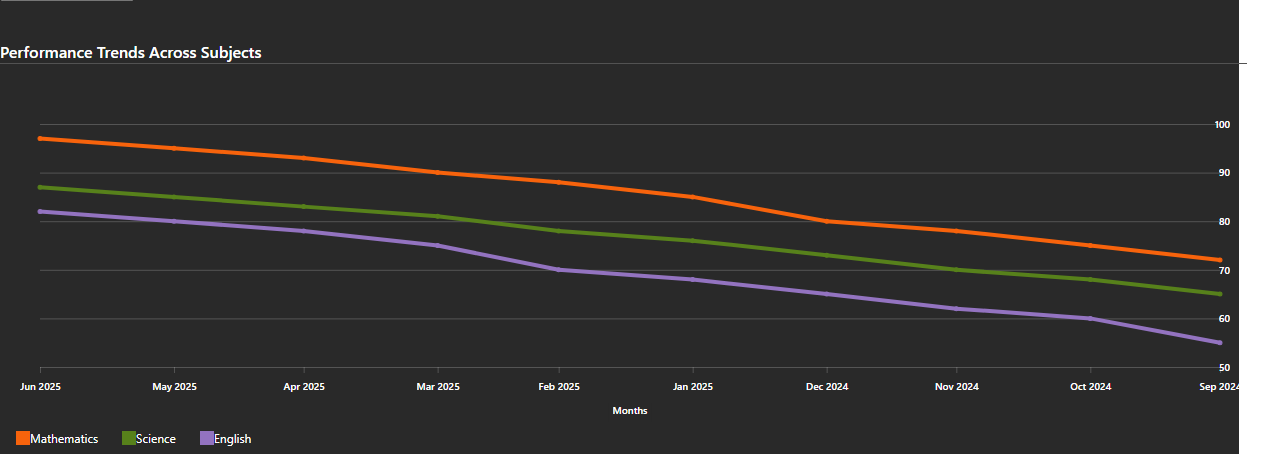 Performance Trends Across Subjects
100
90
80
70
60
50
Jun 2025 May 2025 Apr 2025 Mar 2025 Feb 2025 Jan 2025 Dec 2024 Nov 2024 Oct 2024 Sep 2024
Months
Mathematics Science English